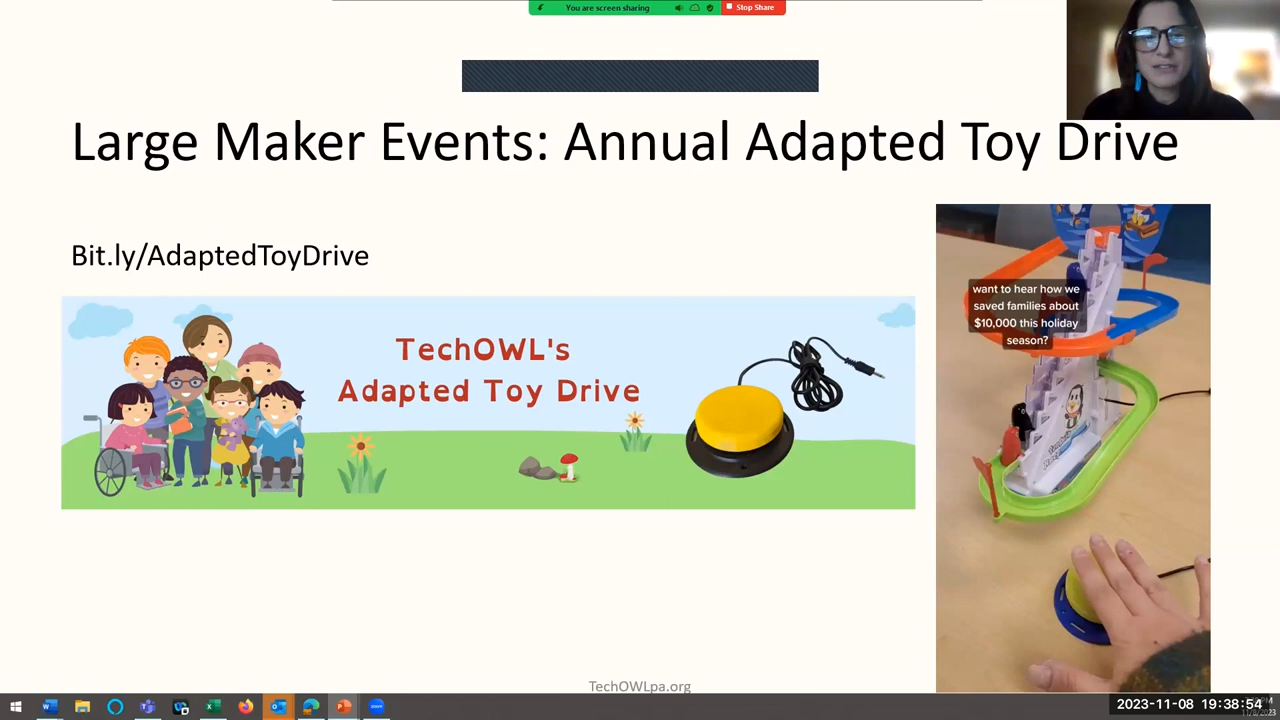 You are screen sharing
Stop Share
Large Maker Events: Annual Adapted Toy Drive
Bit.ly/AdaptedToyDrive
TechOWL's
Adapted Toy Drive
want to hear how we
saved families about
$10,000 this holiday
season?
TechOWLpa.org
2023-11-08 19:38:54